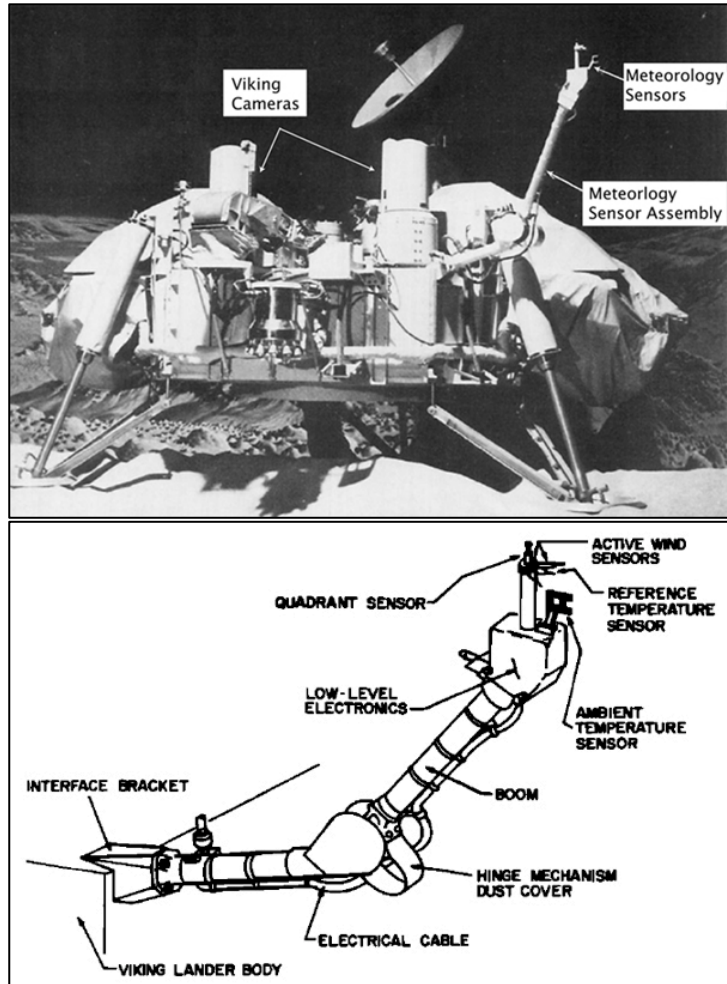 Viking
Cameras
Meteorology
Sensors
Meteorlogy
Sensor Assembly
ACTIVE WIND
SENSORS
QUADRANT SENSOR
REFERENCE
TEMPERATURE
SENSOR
LOW-LEVEL
ELECTRONICS
AMBIENT
TEMPERATURE
SENSOR
INTERFACE BRACKET
BOOM
HINGE MECHANISM
DUST COVER
ELECTRICAL CABLE
VIKING LANDER BODY